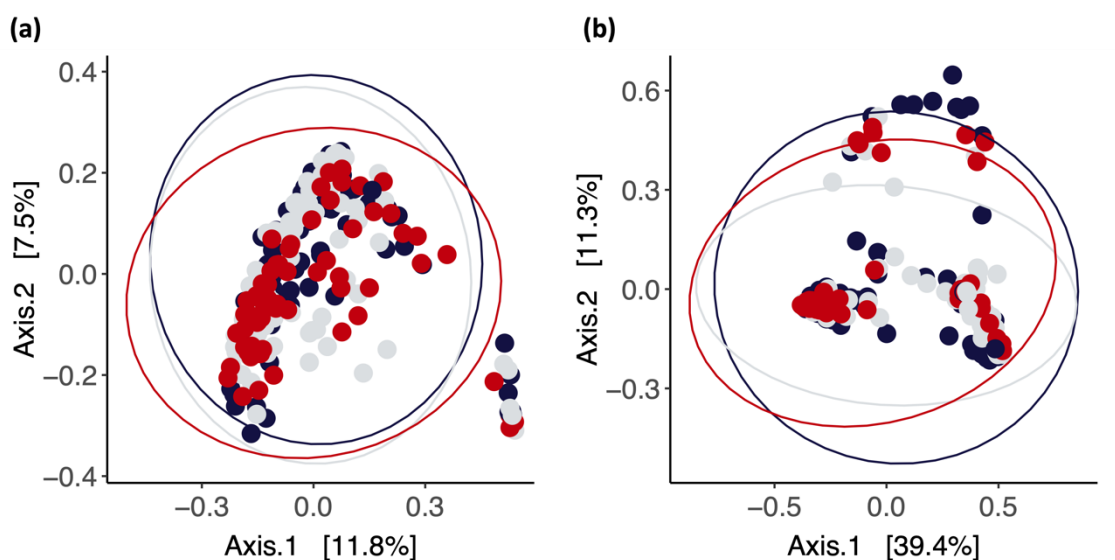 (a)
0.4
0.2
0.0
−0.2
−0.4
Axis.2 [7.5%]
−0.3 0.0 0.3
Axis.1 [11.8%]
(b)
0.6
0.3
0.0
−0.3
Axis.2 [11.3%]
−0.5 0.0 0.5
Axis.1 [39.4%]